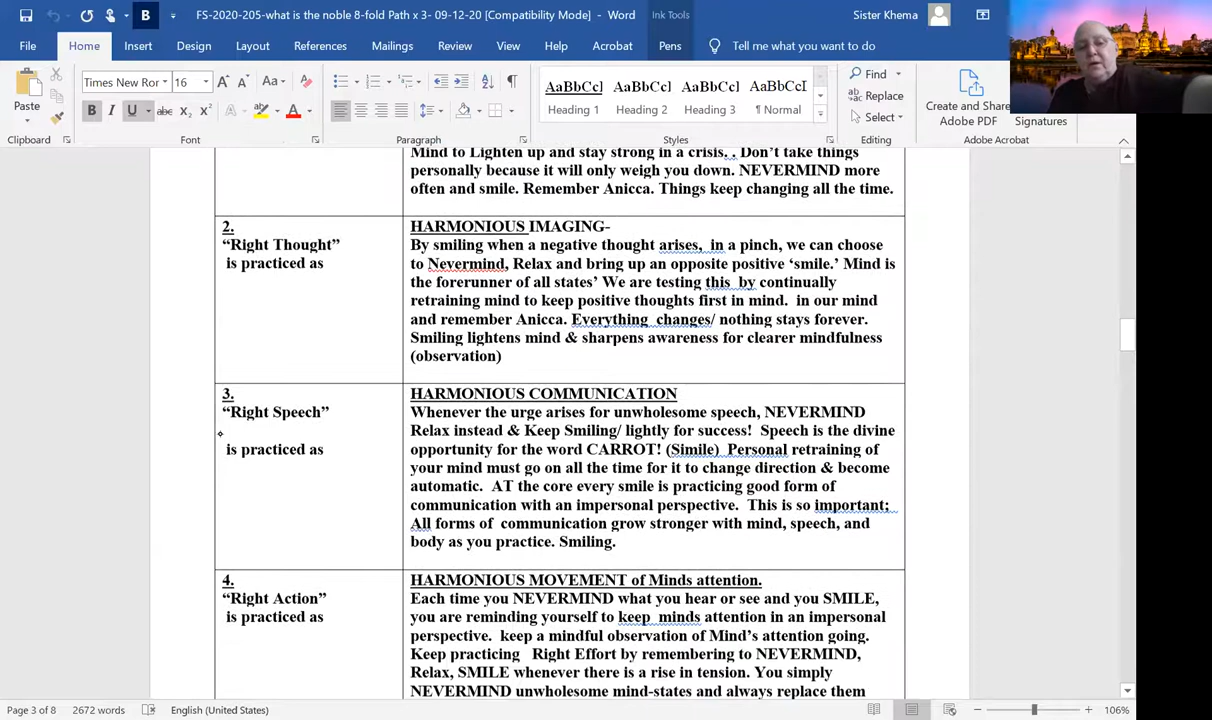 FS-2020-205-what is the noble 8-fold Path x 3- 09-12-20 [Compatibility Mode] - Word
Ink Tools
Sister Khema
File Home Insert Design Layout References Mailings Review View Help Acrobat Pens Tell me what you want to do
Paste
Times New Ror 16
AaBbCcl AaBbCcl AaBbCcl AaBbCcI
Heading 1 Heading 2 Heading 3 ¶ Normal
Find
Replace
Select
Create and Share
Adobe PDF
Signatures
Clipboard Font Paragraph Styles Editing Adobe Acrobat
Mind to Lighten up and stay strong in a crisis, . Don't take things
personally because it will only weigh you down. NEVERMIND more
often and smile. Remember Anicca. Things keep changing all the time.
2.
"Right Thought"
is practiced as
HARMONIOUS IMAGING-
By smiling when a negative thought arises, in a pinch, we can choose
to Nevermind, Relax and bring up an opposite positive 'smile.' Mind is
the forerunner of all states' We are testing this by continually
retraining mind to keep positive thoughts first in mind. in our mind
and remember Anicca. Everything changes/ nothing stays forever.
Smiling lightens mind & sharpens awareness for clearer mindfulness
(observation)
3.
"Right Speech"
is practiced as
HARMONIOUS COMMUNICATION
Whenever the urge arises for unwholesome speech, NEVERMIND
Relax instead & Keep Smiling/ lightly for success! Speech is the divine
opportunity for the word CARROT! (Simile) Personal retraining of
your mind must go on all the time for it to change direction & become
automatic. AT the core every smile is practicing good form of
communication with an impersonal perspective. This is so important;
All forms of communication grow stronger with mind, speech, and
body as you practice. Smiling.
4.
"Right Action"
is practiced as
HARMONIOUS MOVEMENT of Minds attention.
Each time you NEVERMIND what you hear or see and you SMILE,
you are reminding yourself to keep minds attention in an impersonal
perspective. keep a mindful observation of Mind's attention going.
Keep practicing Right Effort by remembering to NEVERMIND,
Relax, SMILE whenever there is a rise in tension. You simply
NEVERMIND unwholesome mind-states and always replace them
Page 3 of 8 2672 words English (United States) 106%